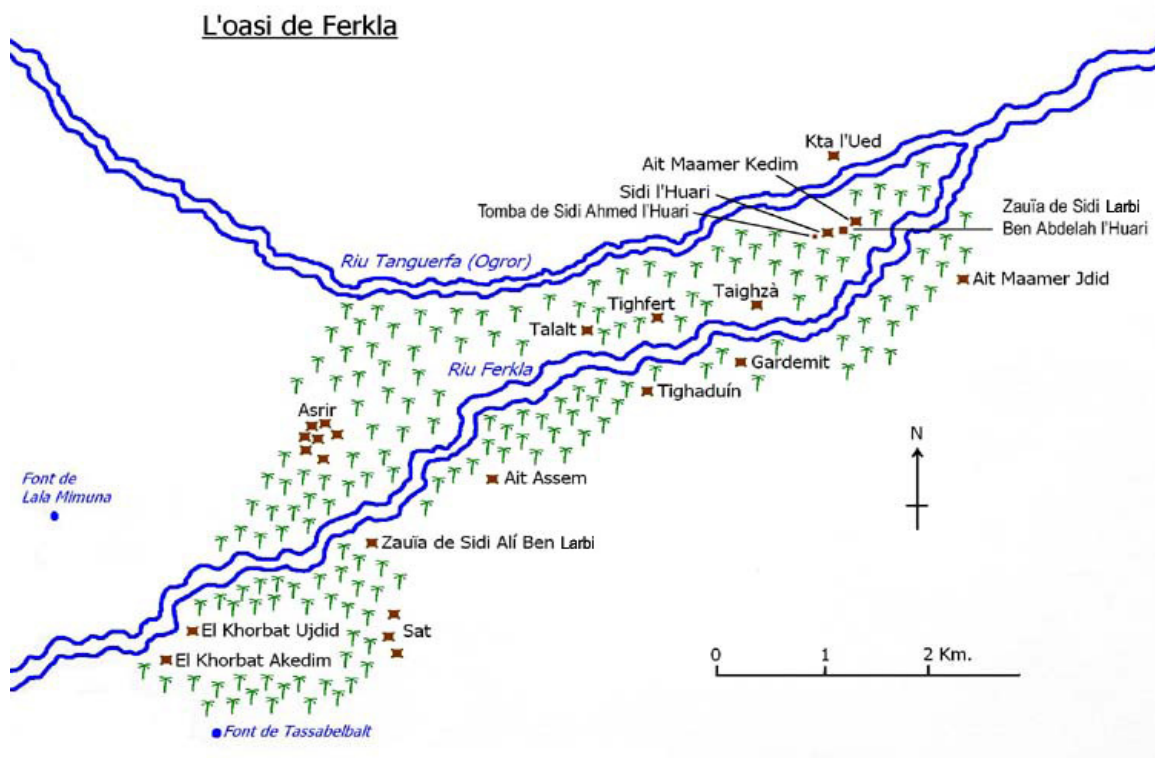 L'oasi de Ferkla
Kta l'Ued
Ait Maamer Kedim
Sidi l'Huari
Tomba de Sidi Ahmed l'Huari
Zauïa de Sidi Larbi
Ben Abdelah l'Huari
Riu Tanguerfa (Ogror)
Ait Maamer Jdid
Taighzà
Tighfert
Talalt
Riu Ferkla
Gardemit
Tighaduín
Asrir
N
Font de
Lala Mimuna
Ait Assem
Zauïa de Sidi Alí Ben Larbi
El Khorbat Ujdid
Sat
El Khorbat Akedim
0 1 2 Km.
Font de Tassabelbalt